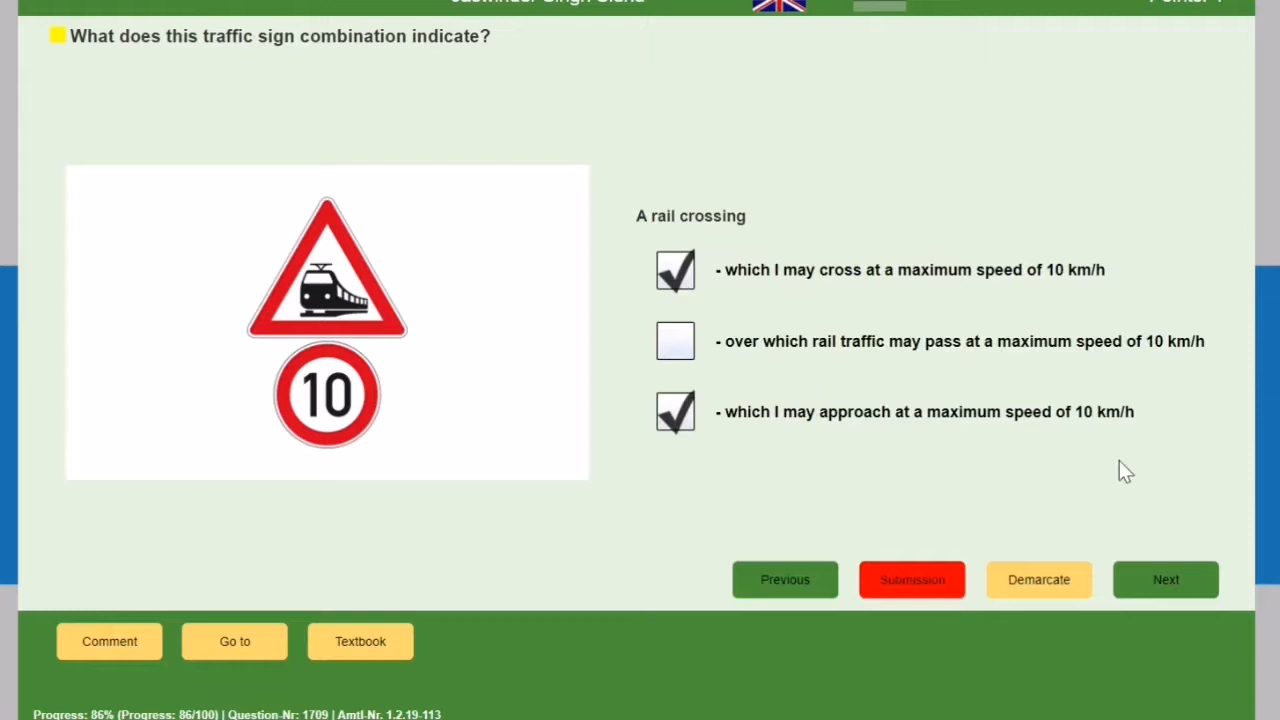 What does this traffic sign combination indicate?
A rail crossing
- which I may cross at a maximum speed of 10 km/h
- over which rail traffic may pass at a maximum speed of 10 km/h
10
- which I may approach at a maximum speed of 10 km/h
Previous
Submission
Demarcate
Next
Comment
Go to
Textbook
Progress: 86% (Progress: 86/100) | Question-Nr: 1709 | Amtl-Nr. 1.2.19-113